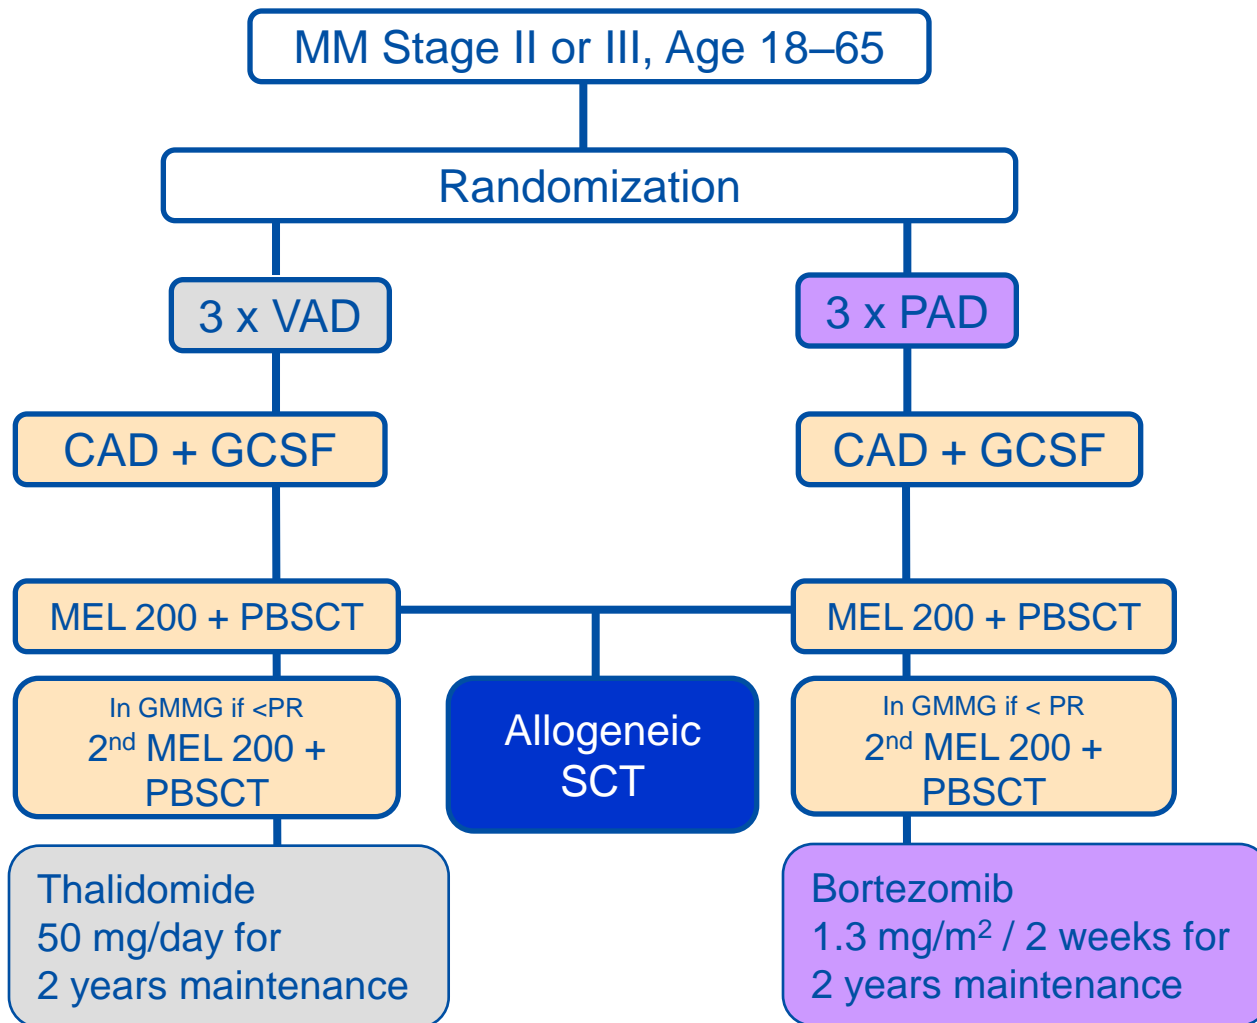 MM Stage II or III, Age 18–65
Randomization
3 x VAD
3 x PAD
CAD + GCSF
CAD + GCSF
MEL 200 + PBSCT
MEL 200 + PBSCT
In GMMG if <PR
2nd MEL 200 +
PBSCT
Allogeneic
SCT
In GMMG if < PR
2nd MEL 200 +
PBSCT
Thalidomide
50 mg/day for
2 years maintenance
Bortezomib
1.3 mg/m² / 2 weeks for
2 years maintenance